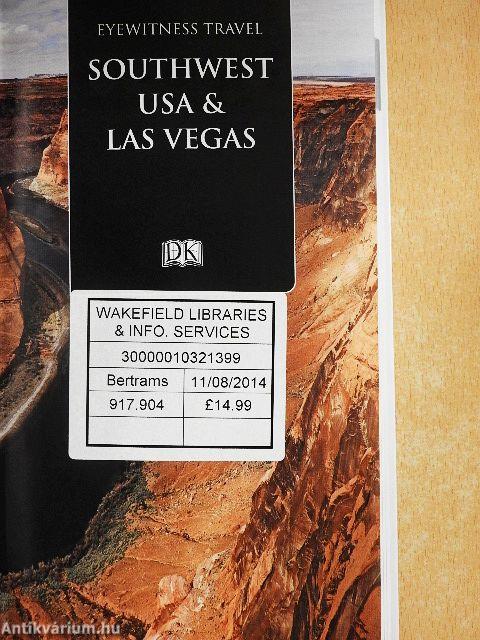 EYEWITNESS TRAVEL
SOUTHWEST
USA &
LAS VEGAS
DK
WAKEFIELD LIBRARIES
& INFO. SERVICES
30000010321399
Bertrams 11/08/2014
917.904 £14.99
Antikvárium.hu